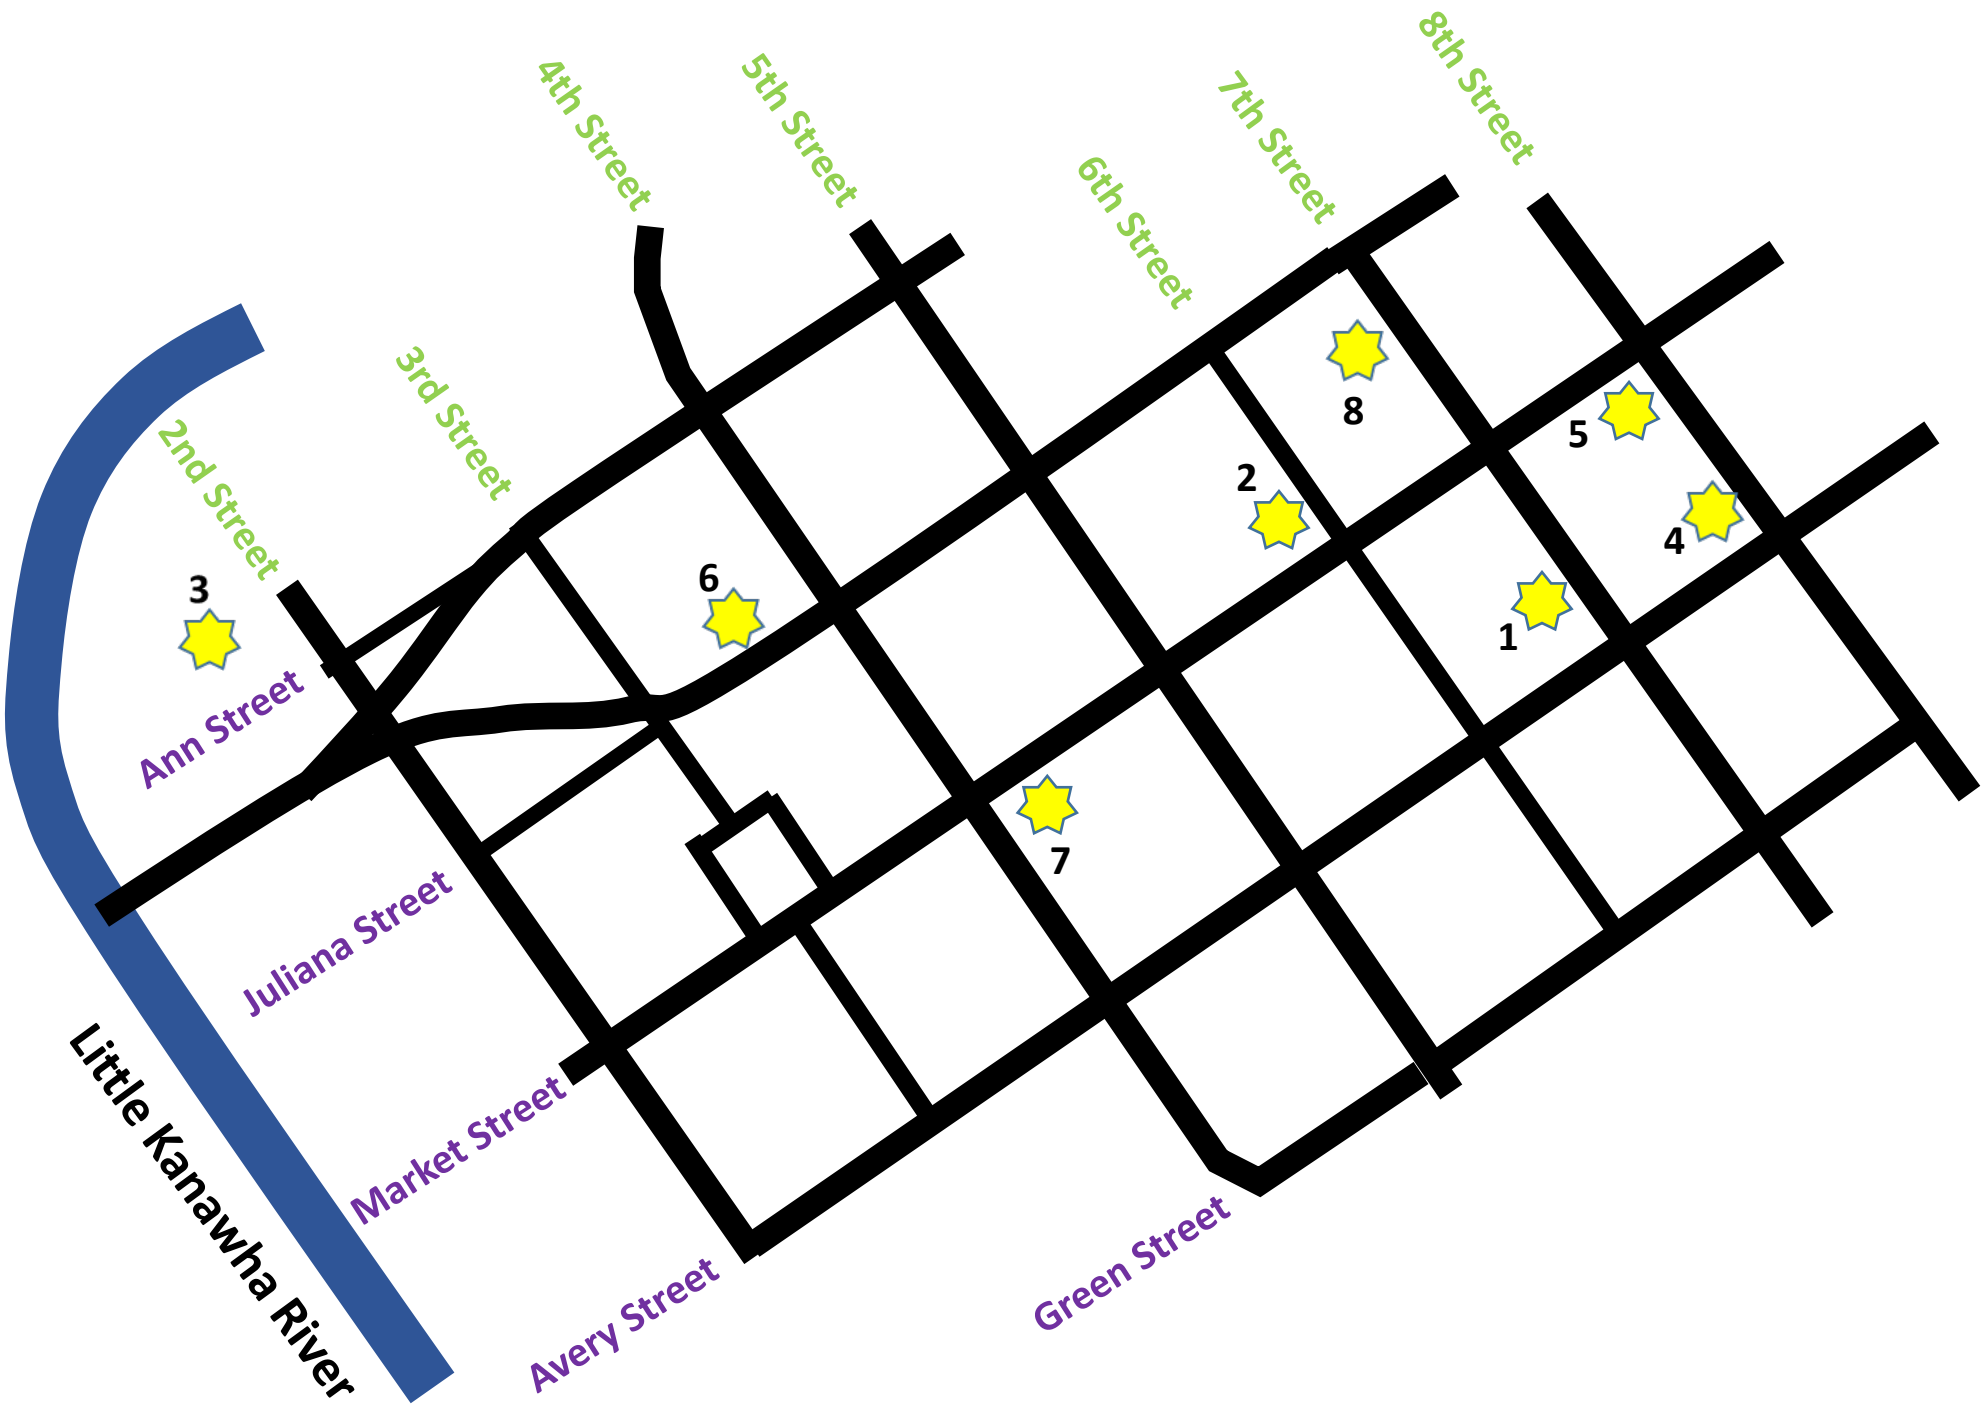 8th Street
4th Street
5th Street
7th Street
6th Street
3rd Street
2nd Street
8
5
2
4
3
6
1
Ann Street
7
Juliana Street
Market Street
Little Kanawha River
Green Street
Avery Street